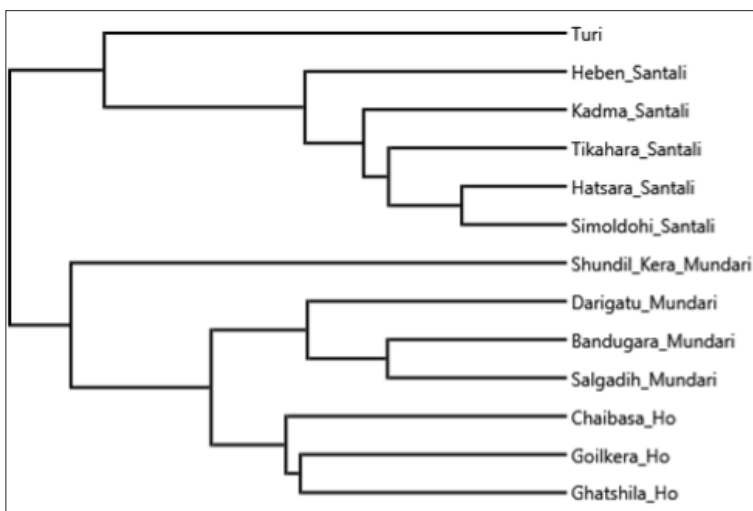 Turi
Heben_Santali
Kadma_Santali
Tikahara_Santali
Hatsara_Santali
Simoldohi_Santali
Shundil_Kera_Mundari
Darigatu_Mundari
Bandugara_Mundari
Salgadih_Mundari
Chaibasa_Ho
Goilkera_Ho
Ghatshila_Ho